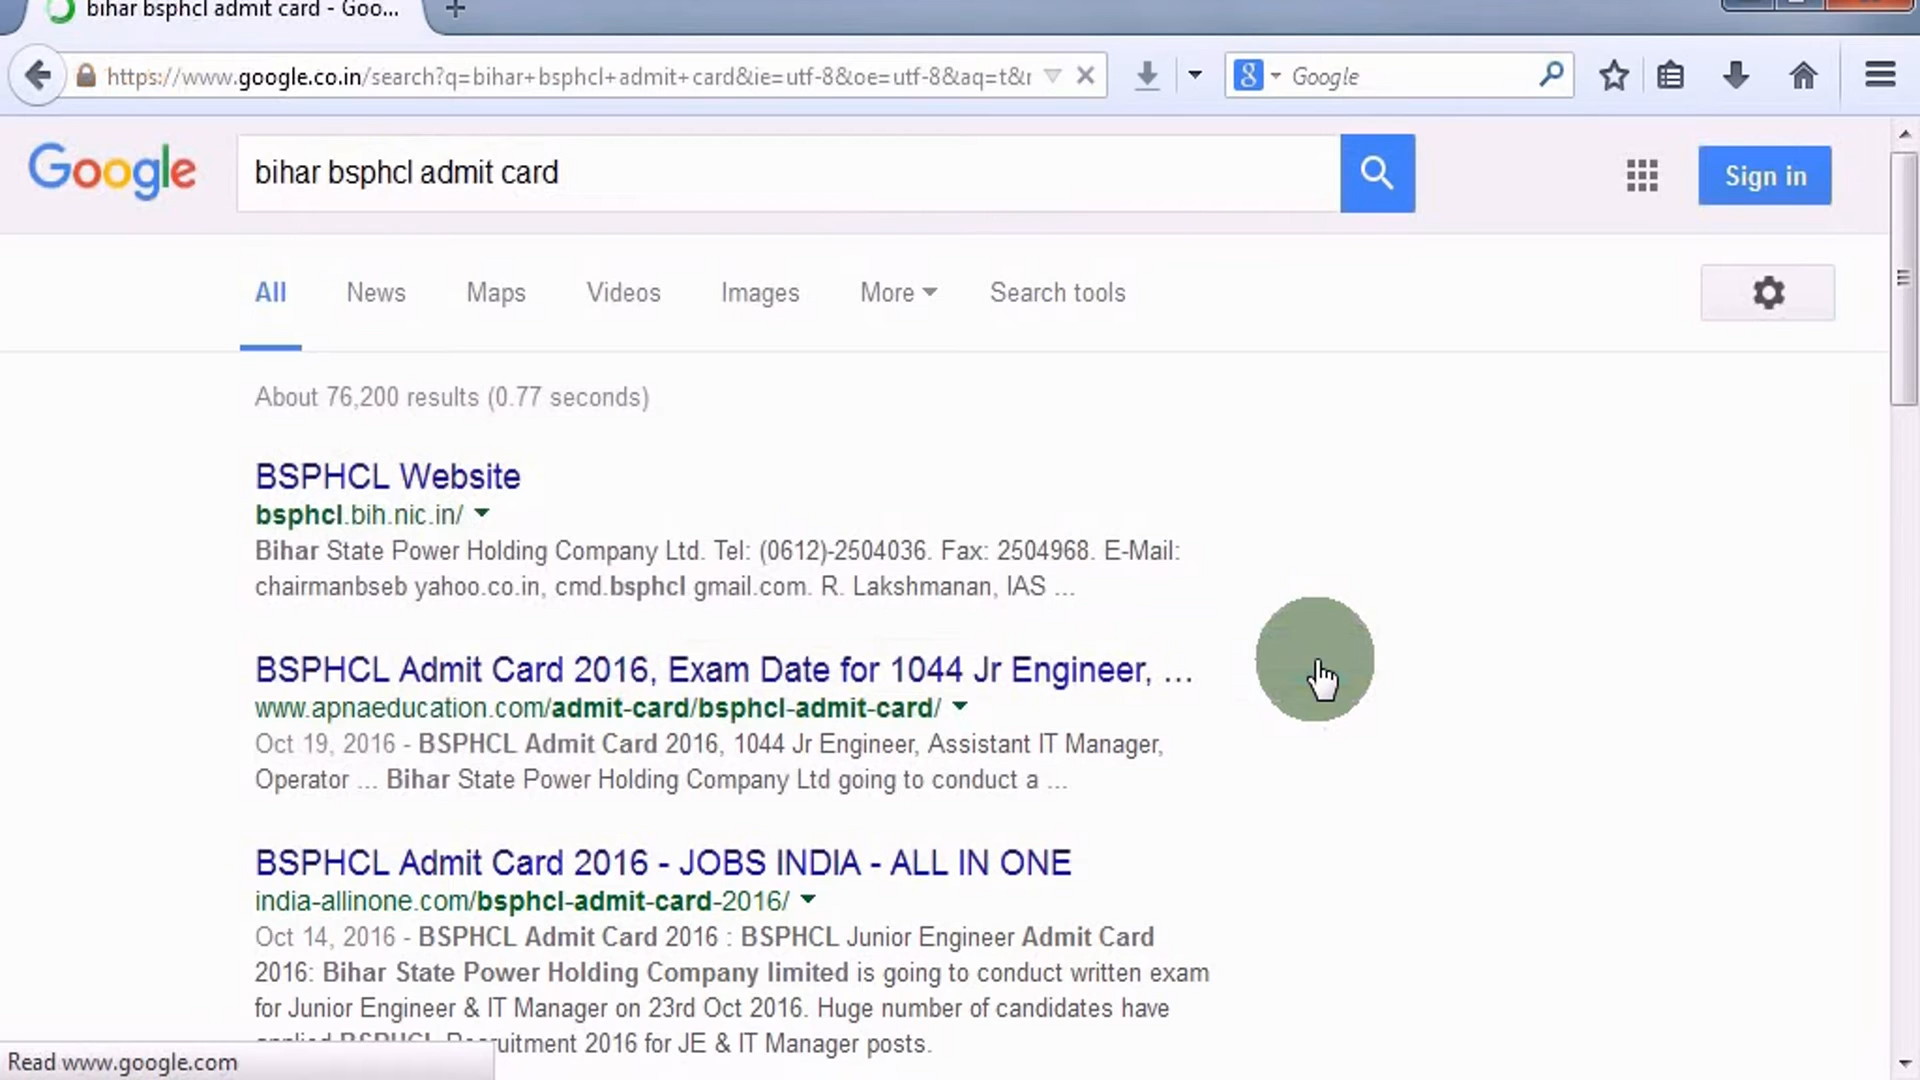 bihar bsphcl admit card - Goo...
https://www.google.co.in/search?q=bihar+bsphcl+admit+card&ie=utf-8&oe=utf-8&aq=t&r
Google
Google
bihar bsphcl admit card
Sign in
All News Maps Videos Images More Search tools
About 76,200 results (0.77 seconds)
BSPHCL Website
bsphcl.bih.nic.in/
Bihar State Power Holding Company Ltd. Tel: (0612)-2504036. Fax: 2504968. E-Mail:
chairmanbseb yahoo.co.in, cmd.bsphcl gmail.com. R. Lakshmanan, IAS ...
BSPHCL Admit Card 2016, Exam Date for 1044 Jr Engineer, ...
www.apnaeducation.com/admit-card/bsphcl-admit-card/
Oct 19, 2016 - BSPHCL Admit Card 2016, 1044 Jr Engineer, Assistant IT Manager,
Operator ... Bihar State Power Holding Company Ltd going to conduct a ...
BSPHCL Admit Card 2016 - JOBS INDIA - ALL IN ONE
india-allinone.com/bsphcl-admit-card-2016/
Oct 14, 2016 - BSPHCL Admit Card 2016 : BSPHCL Junior Engineer Admit Card
2016: Bihar State Power Holding Company limited is going to conduct written exam
for Junior Engineer & IT Manager on 23rd Oct 2016. Huge number of candidates have
applied BSPHCL Recruitment 2016 for JE & IT Manager posts.
Read www.google.com